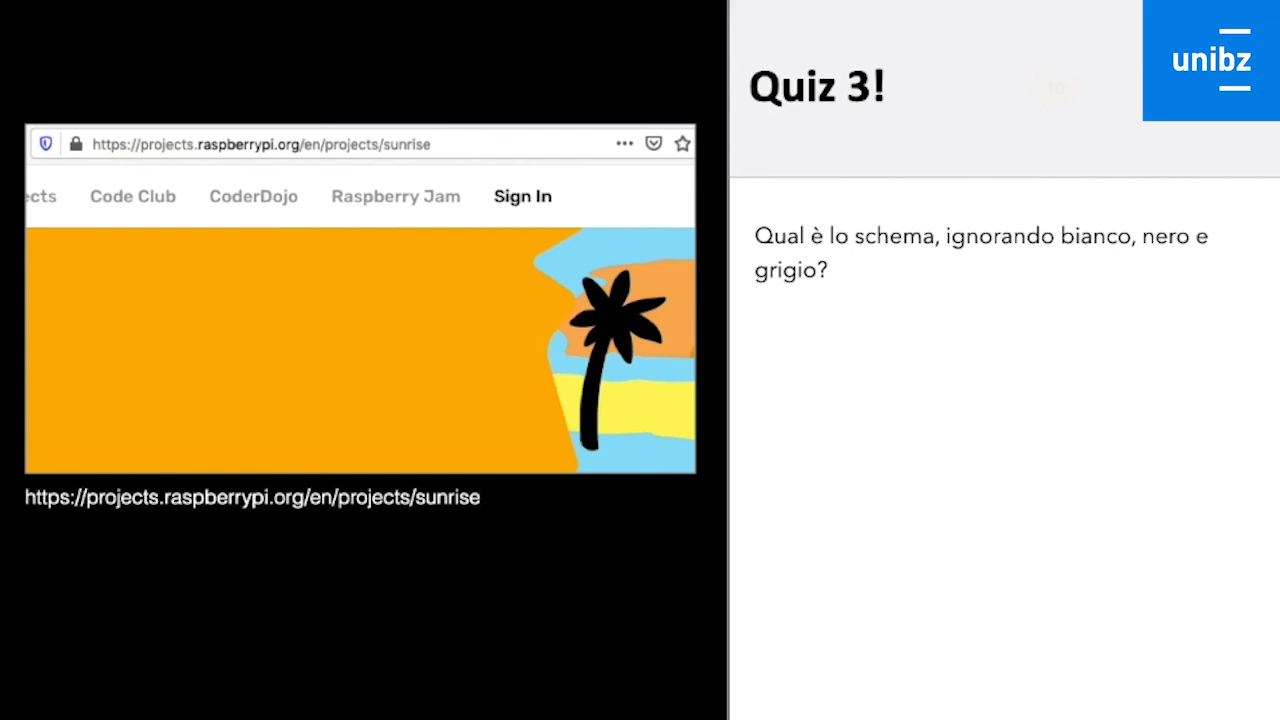 unibz
Quiz 3!
https://projects.raspberrypi.org/en/projects/sunrise
ects Code Club CoderDojo Raspberry Jam Sign In
Qual è lo schema, ignorando bianco, nero e
grigio?
https://projects.raspberrypi.org/en/projects/sunrise